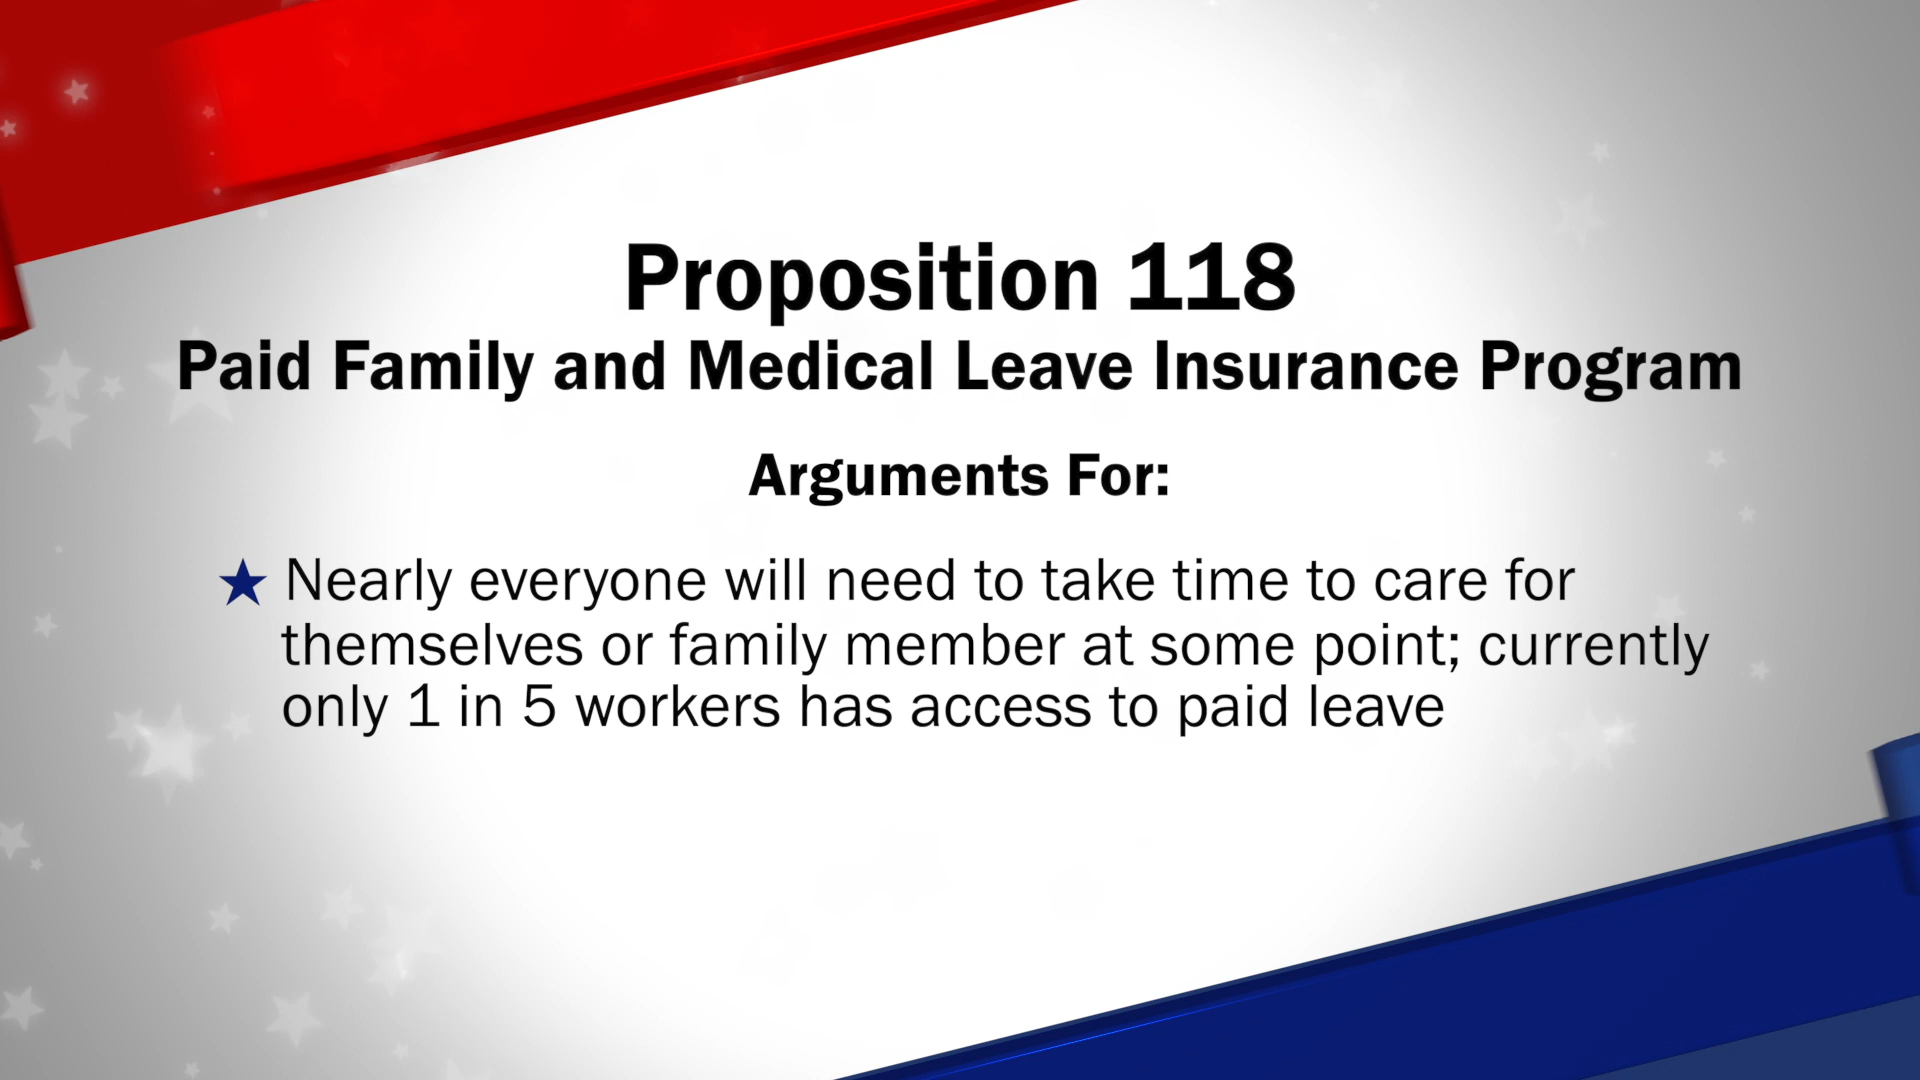 Proposition 118
Paid Family and Medical Leave Insurance Program
Arguments For:
Nearly everyone will need to take time to care for
themselves or family member at some point; currently
only 1 in 5 workers has access to paid leave